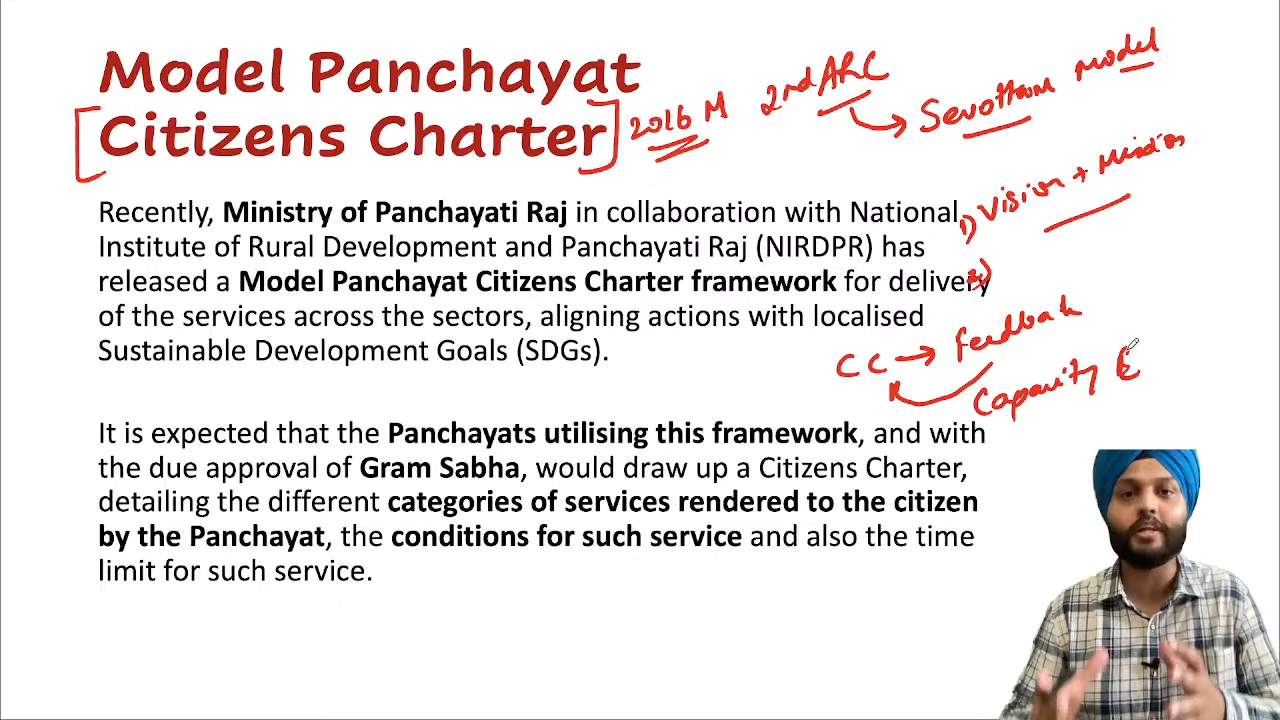 Model Panchayat
Citizens Charter
2016 M
2nd ARC
Sevottam model
Recently, Ministry of Panchayati Raj in collaboration with National
Institute of Rural Development and Panchayati Raj (NIRDPR) has
released a Model Panchayat Citizens Charter framework for delivery
of the services across the sectors, aligning actions with localised
Sustainable Development Goals (SDGs).
1) Vision + Mission
2)
CC → Feedback
Capacity
It is expected that the Panchayats utilising this framework, and with
the due approval of Gram Sabha, would draw up a Citizens Charter,
detailing the different categories of services rendered to the citizen
by the Panchayat, the conditions for such service and also the time
limit for such service.